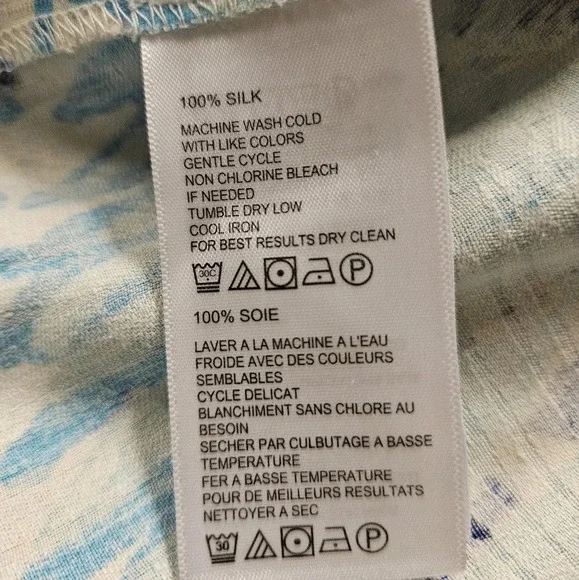 100% SILK
MACHINE WASH COLD
WITH LIKE COLORS
GENTLE CYCLE
NON CHLORINE BLEACH
IF NEEDED
TUMBLE DRY LOW
COOL IRON
FOR BEST RESULTS DRY CLEAN
30C P
100% SOIE
LAVER A LA MACHINE A L'EAU
FROIDE AVEC DES COULEURS
SEMBLABLES
CYCLE DELICAT
BLANCHIMENT SANS CHLORE AU
BESOIN
SECHER PAR CULBUTAGE A BASSE
TEMPERATURE
FER A BASSE TEMPERATURE
POUR DE MEILLEURS RESULTATS
NETTOYER A SEC
30 P